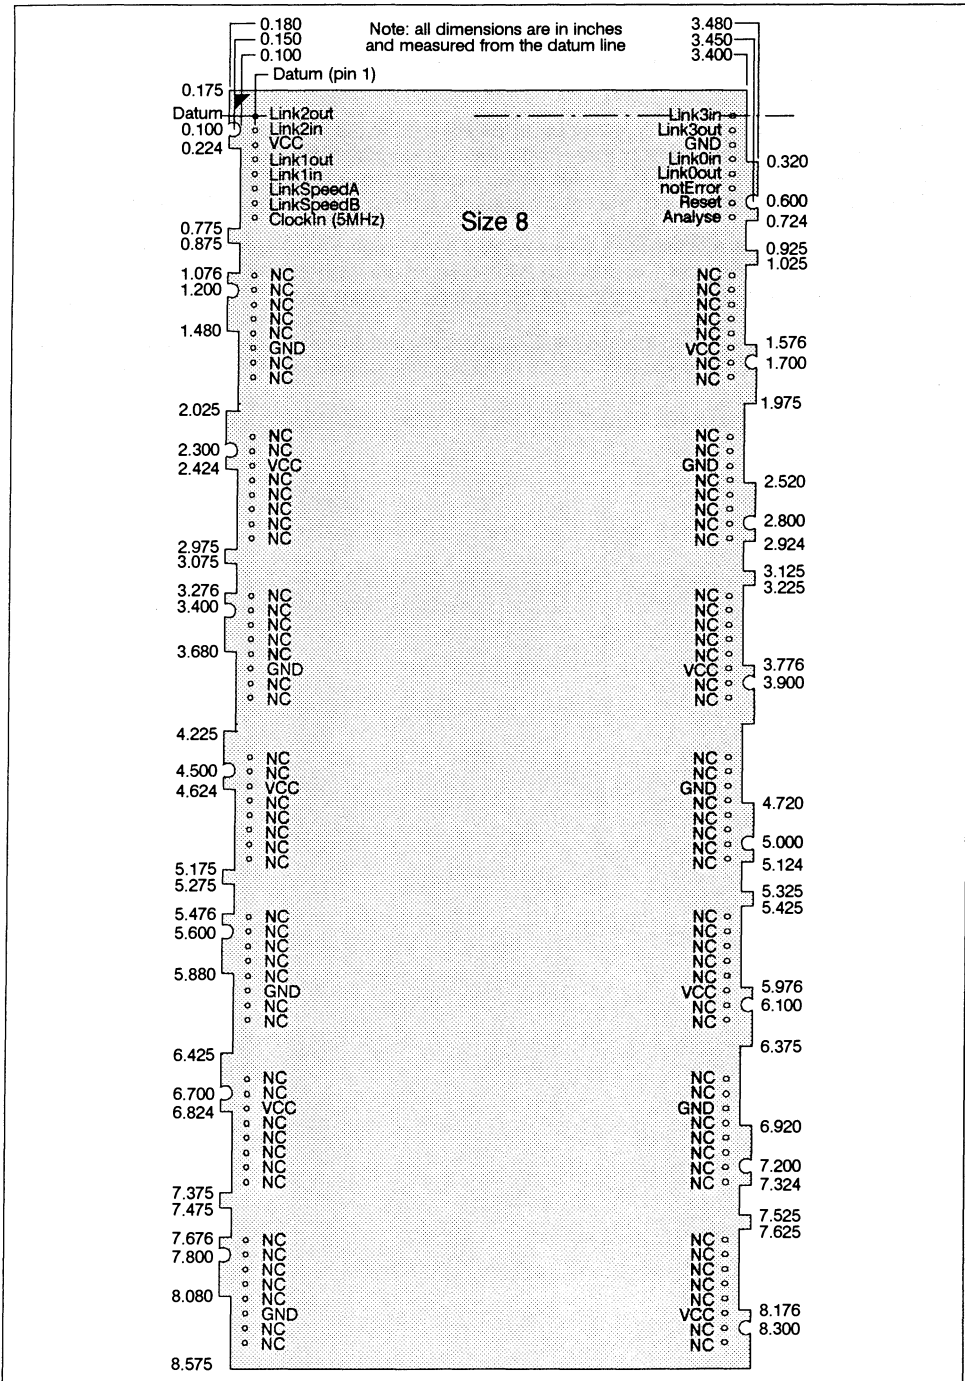 0.180
0.150
0.100
Note: all dimensions are in inches
and measured from the datum line
3.480
3.450
3.400
Datum (pin 1)
0.175
Datum
0.100
0.224
0.775
0.875
1.076
1.200
1.480
2.025
2.300
2.424
2.975
3.075
3.276
3.400
3.680
4.225
4.500
4.624
5.175
5.275
5.476
5.600
5.880
6.425
6.700
6.824
7.375
7.475
7.676
7.800
8.080
8.575
Link2out
Link2in
VCC
Link1out
Link1in
LinkSpeedA
LinkSpeedB
ClockIn (5MHz)
NC
NC
NC
NC
NC
GND
NC
NC
NC
NC
VCC
NC
NC
NC
NC
NC
NC
NC
NC
NC
NC
GND
NC
NC
NC
NC
VCC
NC
NC
NC
NC
NC
NC
NC
NC
NC
NC
GND
NC
NC
NC
NC
VCC
NC
NC
NC
NC
NC
NC
NC
NC
NC
NC
GND
NC
NC
Size 8
Link3in
Link3out
GND
Link0in
Link0out
notError
Reset
Analyse
NC
NC
NC
NC
NC
VCC
NC
NC
NC
NC
GND
NC
NC
NC
NC
NC
NC
NC
NC
NC
NC
VCC
NC
NC
NC
NC
GND
NC
NC
NC
NC
NC
NC
NC
NC
NC
NC
VCC
NC
NC
NC
NC
GND
NC
NC
NC
NC
NC
NC
NC
NC
NC
NC
VCC
NC
NC
0.320
0.600
0.724
0.925
1.025
1.576
1.700
1.975
2.520
2.800
2.924
3.125
3.225
3.776
3.900
4.720
5.000
5.124
5.325
5.425
5.976
6.100
6.375
6.920
7.200
7.324
7.525
7.625
8.176
8.300